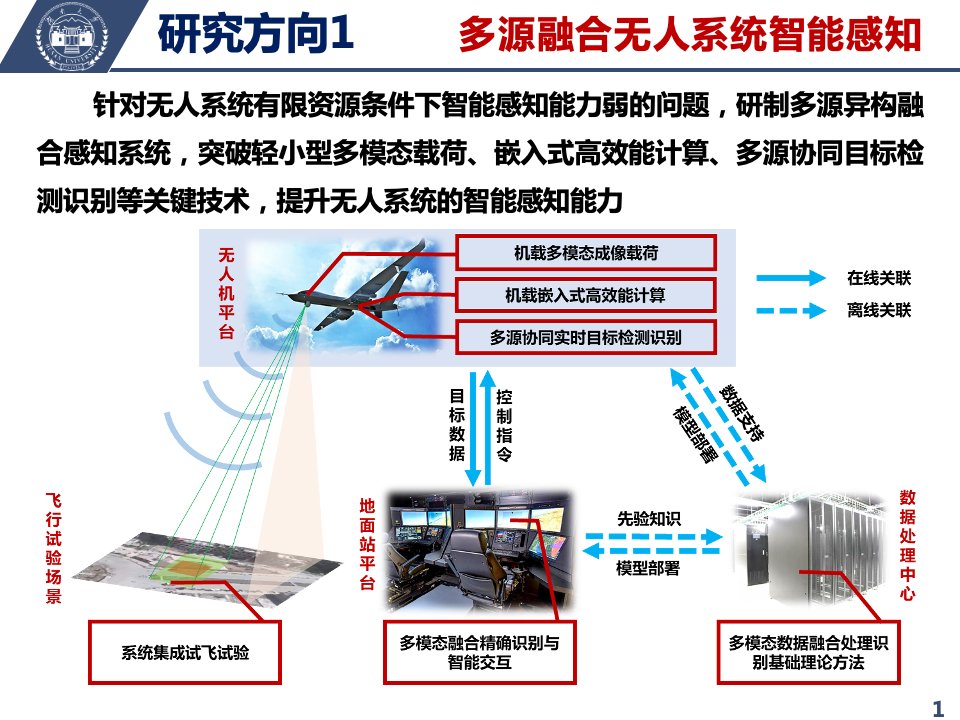 研究方向1
多源融合无人系统智能感知
针对无人系统有限资源条件下智能感知能力弱的问题，研制多源异构融
合感知系统，突破轻小型多模态载荷、嵌入式高效能计算、多源协同目标检
测识别等关键技术，提升无人系统的智能感知能力
无人机平台
机载多模态成像载荷
机载嵌入式高效能计算
多源协同实时目标检测识别
在线关联
离线关联
目标数据
控制指令
数据支持
模型部署
飞行试验场景
地面站平台
先验知识
模型部署
数据处理中心
系统集成试飞试验
多模态融合精确识别与
智能交互
多模态数据融合处理识
别基础理论方法
1